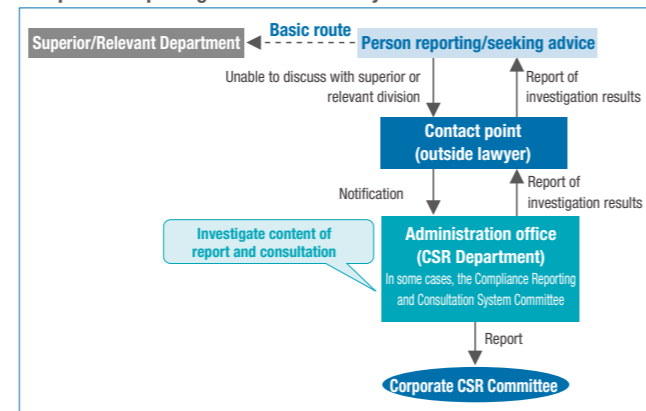 Basic route
Superior/Relevant Department
Person reporting/seeking advice
Unable to discuss with superior or
relevant division
Report of
investigation results
Contact point
(outside lawyer)
Notification
Report of
investigation results
Investigate content of
report and consultation
Administration office
(CSR Department)
In some cases, the Compliance Reporting
and Consultation System Committee
Report
Corporate CSR Committee